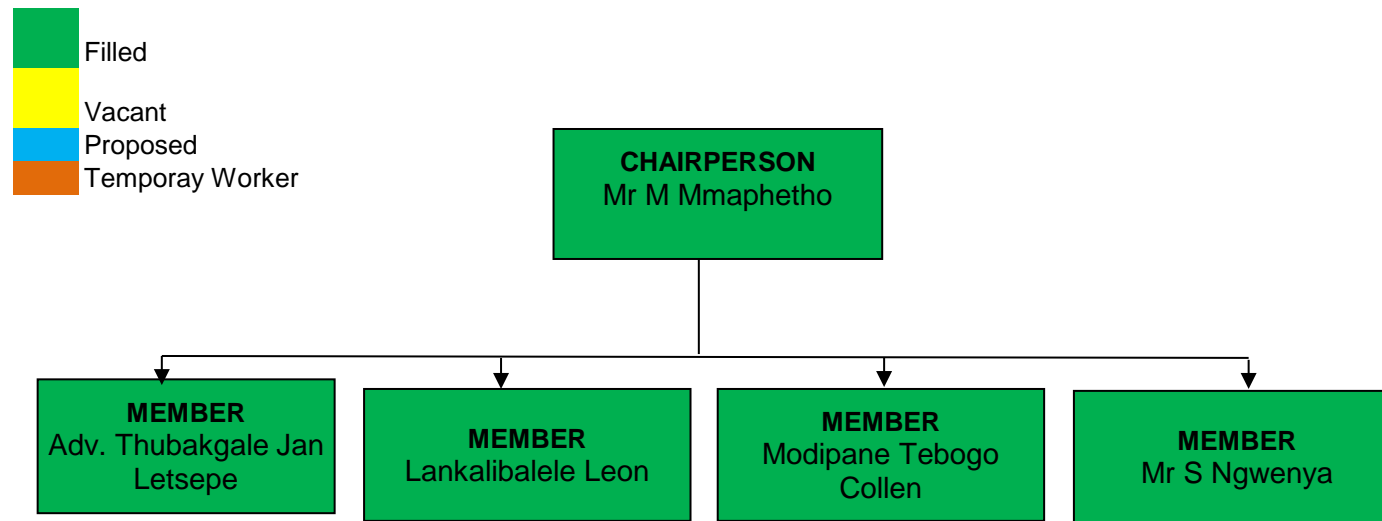 Filled
Vacant
Proposed
Temporay Worker
CHAIRPERSON
Mr M Mmaphetho
MEMBER
Adv. Thubakgale Jan
Letsepe
MEMBER
Lankalibalele Leon
MEMBER
Modipane Tebogo
Collen
MEMBER
Mr S Ngwenya